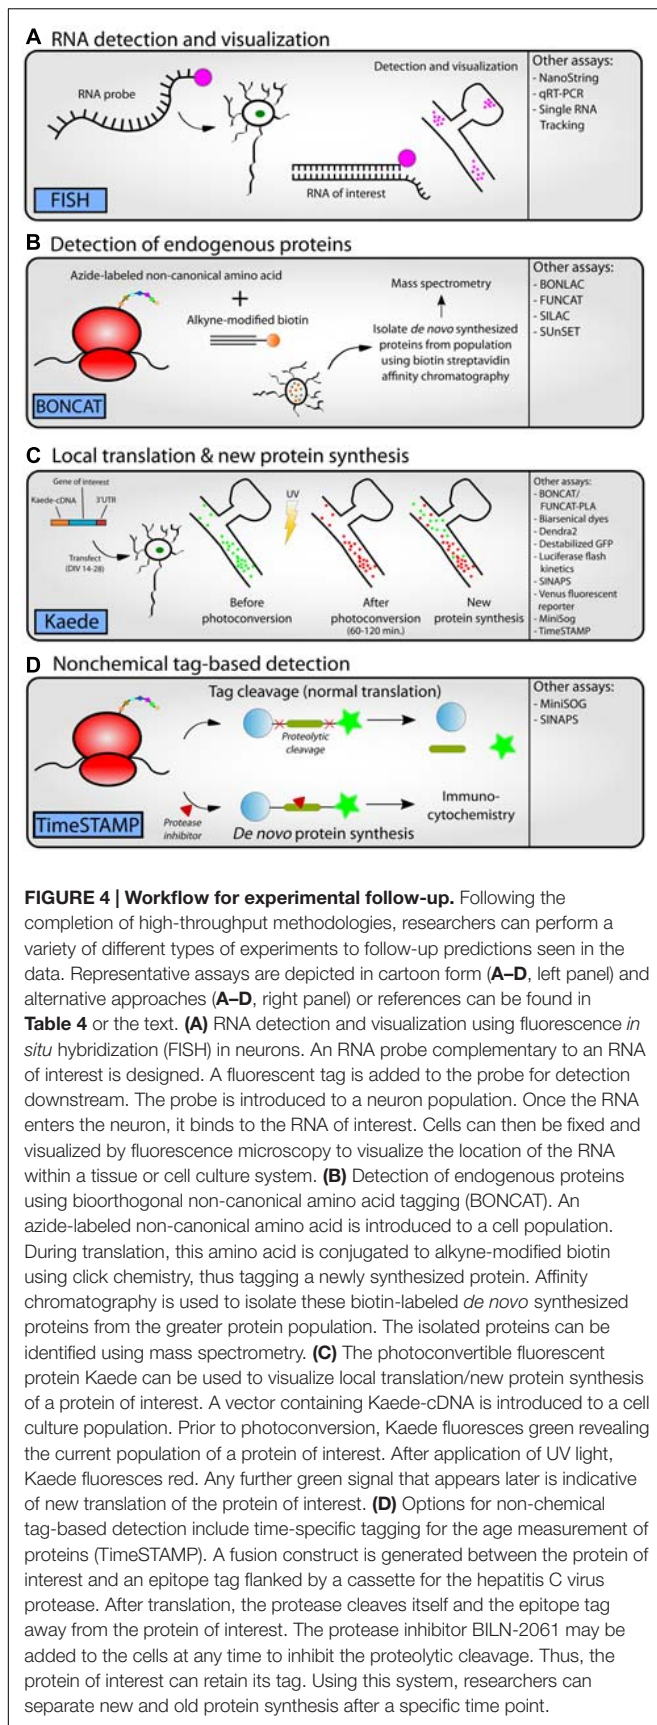 A RNA detection and visualization
RNA probe
Detection and visualization
RNA of interest
FISH
Other assays:
- NanoString
- qRT-PCR
- Single RNA
Tracking
B Detection of endogenous proteins
Azide-labeled non-canonical amino acid
+
Alkyne-modified biotin
Mass spectrometry
Isolate de novo synthesized
proteins from population
using biotin streptavidin
affinity chromatography
BONCAT
Other assays:
- BONLAC
- FUNCAT
- SILAC
- SUnSET
C Local translation & new protein synthesis
Gene of interest
Kaede-cDNA
3'UTR
Transfect
(DIV 14-28)
UV
Before
photoconversion
After
photoconversion
(60-120 min.)
New
protein synthesis
Kaede
Other assays:
- BONCAT/
FUNCAT-PLA
- Biarsenical dyes
- Dendra2
- Destabilized GFP
- Luciferase flash
kinetics
- SINAPS
- Venus fluorescent
reporter
- MiniSog
- TimeSTAMP
D Nonchemical tag-based detection
Tag cleavage (normal translation)
Proteolytic
cleavage
Protease
inhibitor
De novo protein synthesis
Immuno-
cytochemistry
TimeSTAMP
Other assays:
- MiniSOG
- SINAPS
FIGURE 4 | Workflow for experimental follow-up. Following the
completion of high-throughput methodologies, researchers can perform a
variety of different types of experiments to follow-up predictions seen in the
data. Representative assays are depicted in cartoon form (A–D, left panel) and
alternative approaches (A–D, right panel) or references can be found in
Table 4 or the text. (A) RNA detection and visualization using fluorescence in
situ hybridization (FISH) in neurons. An RNA probe complementary to an RNA
of interest is designed. A fluorescent tag is added to the probe for detection
downstream. The probe is introduced to a neuron population. Once the RNA
enters the neuron, it binds to the RNA of interest. Cells can then be fixed and
visualized by fluorescence microscopy to visualize the location of the RNA
within a tissue or cell culture system. (B) Detection of endogenous proteins
using bioorthogonal non-canonical amino acid tagging (BONCAT). An
azide-labeled non-canonical amino acid is introduced to a cell population.
During translation, this amino acid is conjugated to alkyne-modified biotin
using click chemistry, thus tagging a newly synthesized protein. Affinity
chromatography is used to isolate these biotin-labeled de novo synthesized
proteins from the greater protein population. The isolated proteins can be
identified using mass spectrometry. (C) The photoconvertible fluorescent
protein Kaede can be used to visualize local translation/new protein synthesis
of a protein of interest. A vector containing Kaede-cDNA is introduced to a cell
culture population. Prior to photoconversion, Kaede fluoresces green revealing
the current population of a protein of interest. After application of UV light,
Kaede fluoresces red. Any further green signal that appears later is indicative
of new translation of the protein of interest. (D) Options for non-chemical
tag-based detection include time-specific tagging for the age measurement of
proteins (TimeSTAMP). A fusion construct is generated between the protein of
interest and an epitope tag flanked by a cassette for the hepatitis C virus
protease. After translation, the protease cleaves itself and the epitope tag
away from the protein of interest. The protease inhibitor BILN-2061 may be
added to the cells at any time to inhibit the proteolytic cleavage. Thus, the
protein of interest can retain its tag. Using this system, researchers can
separate new and old protein synthesis after a specific time point.